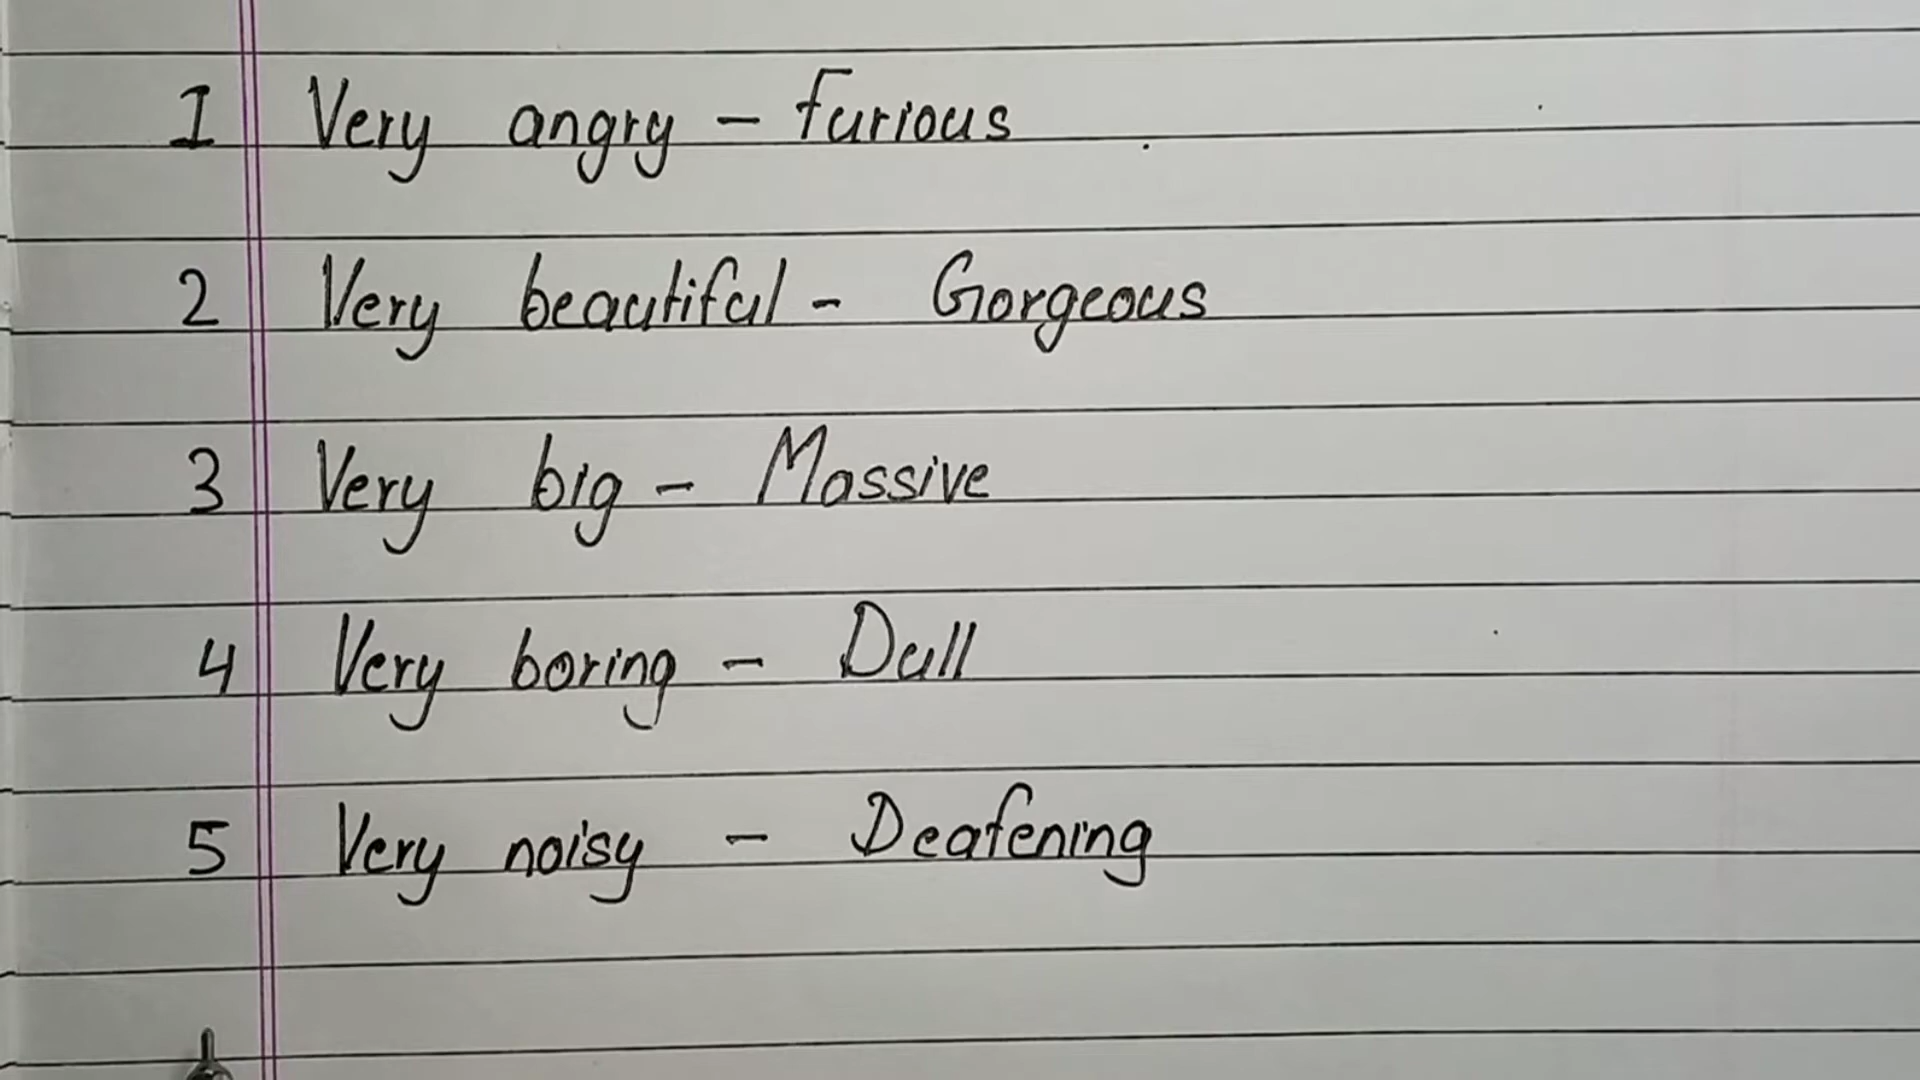 1 Very angry - Furious
2 Very beautiful - Gorgeous
3 Very big - Massive
4 Very boring - Dull
5 Very noisy - Deafening